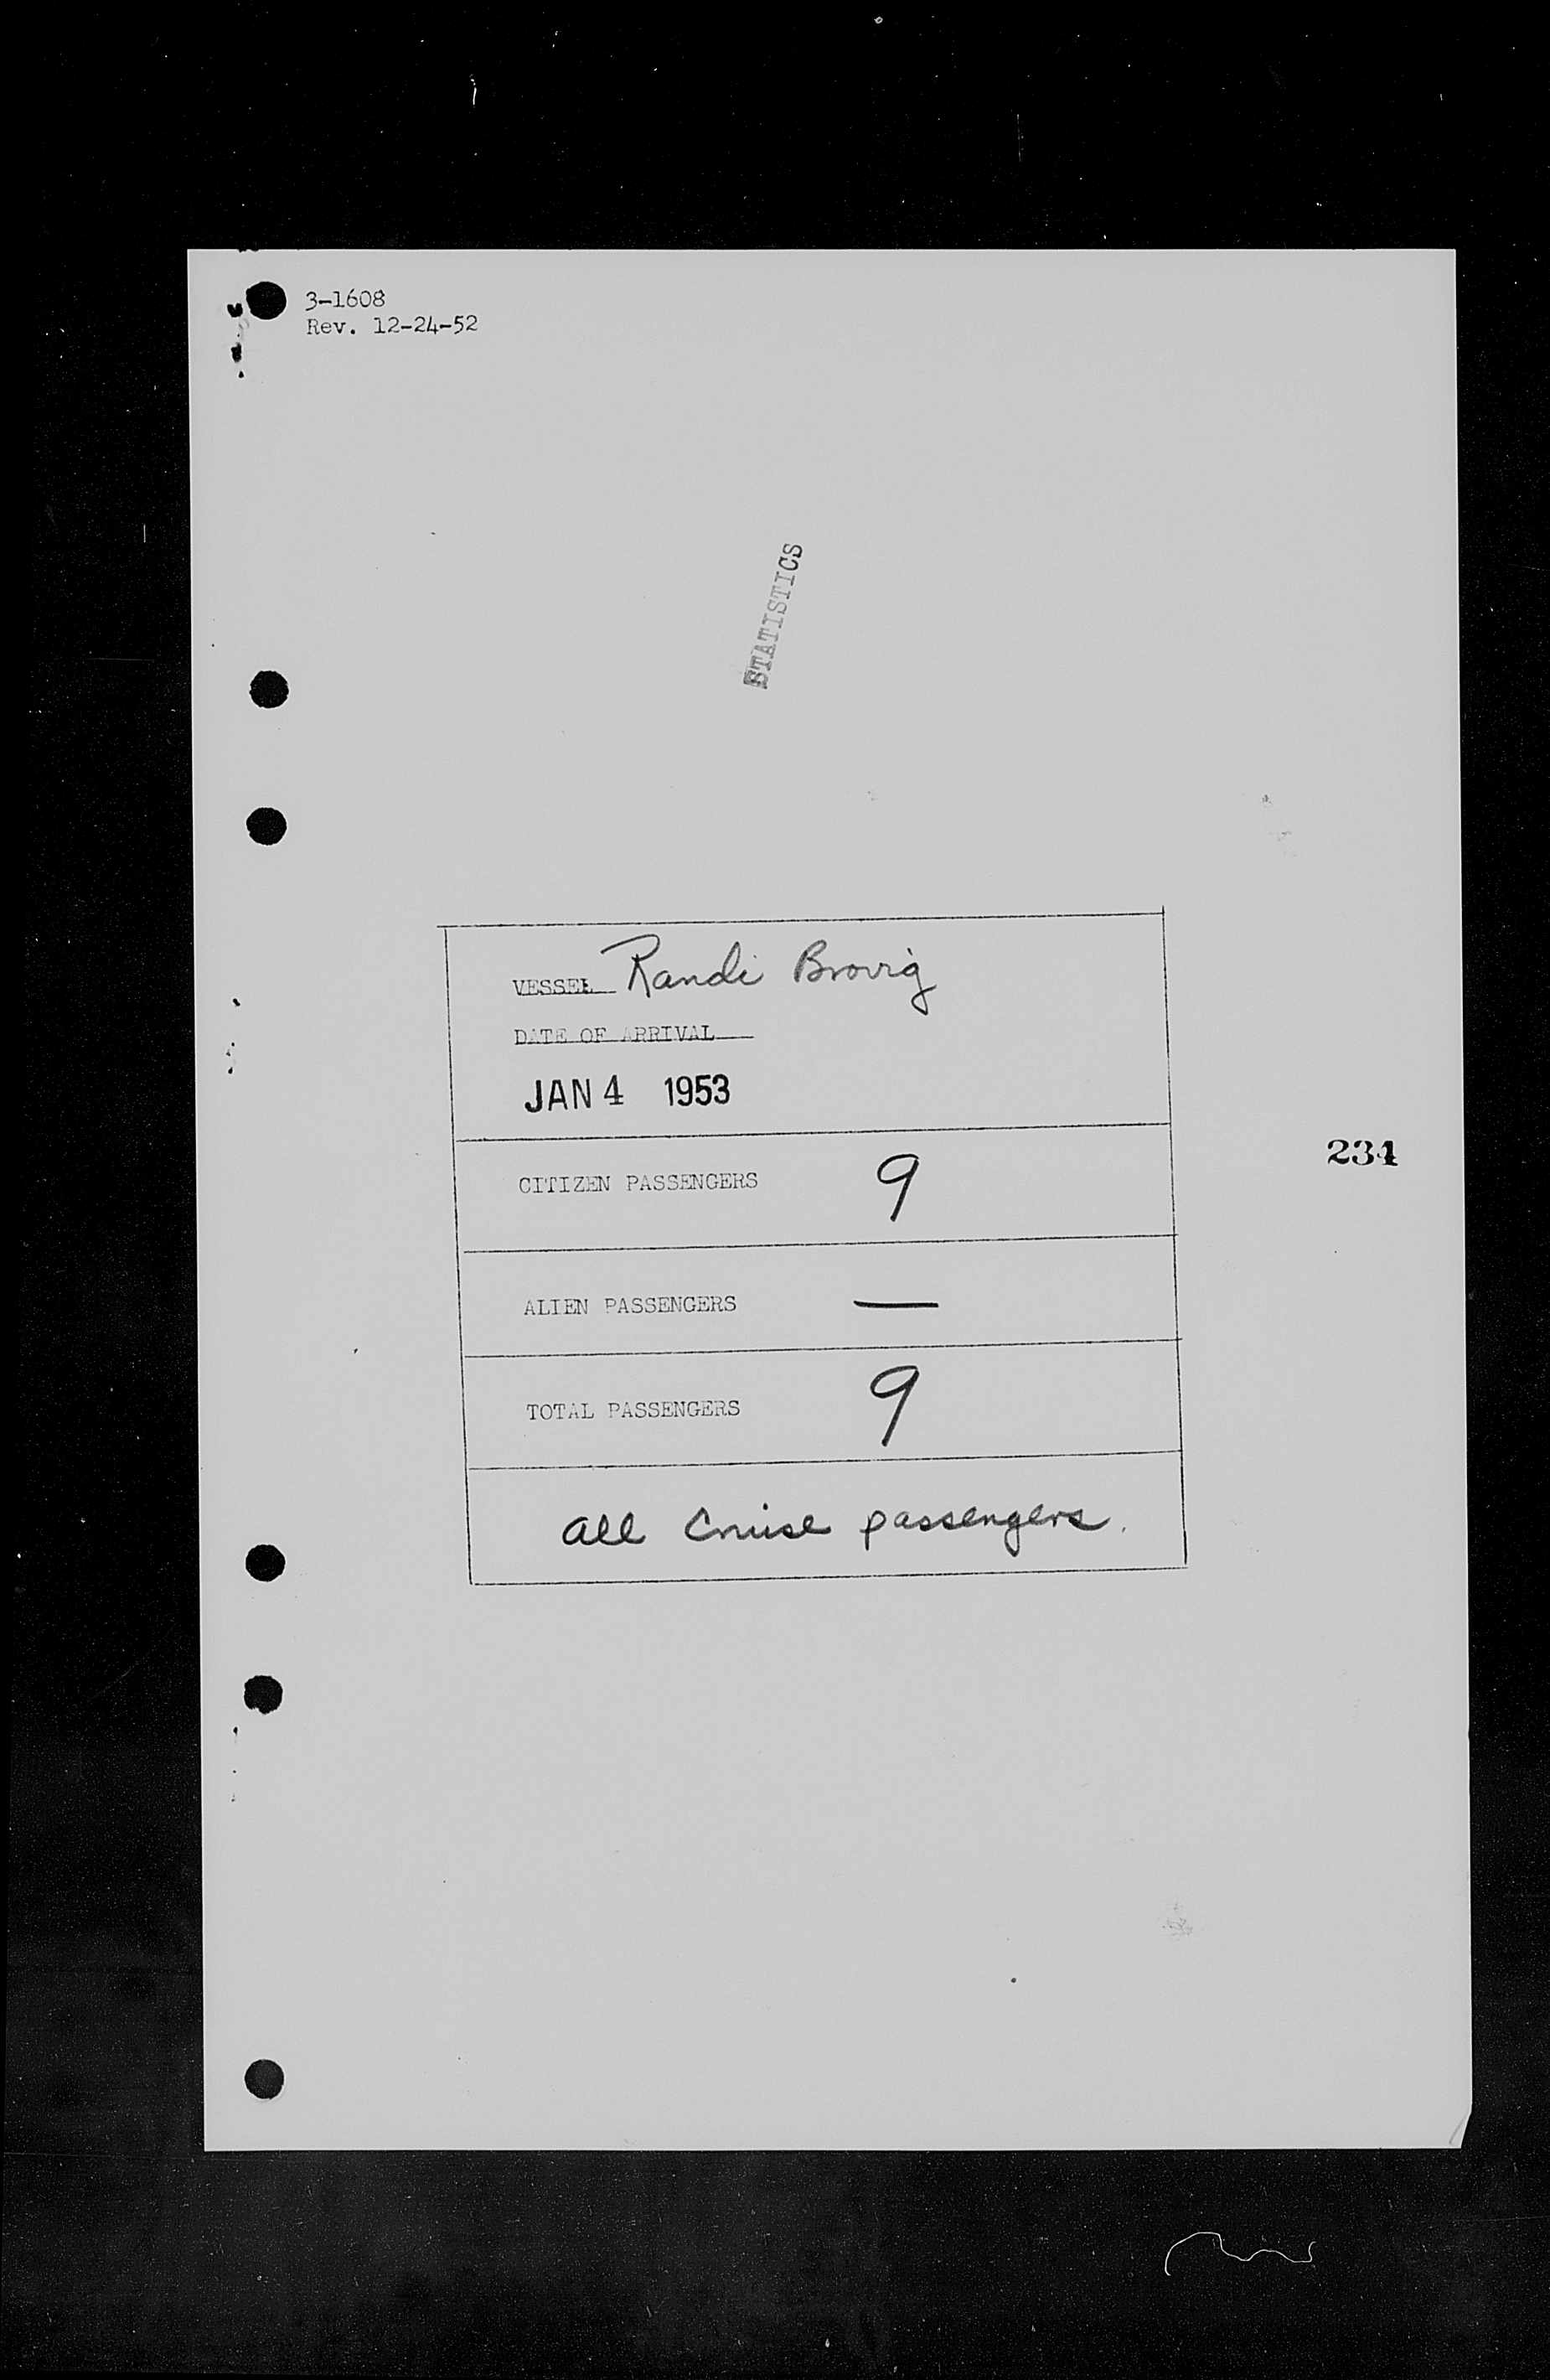 3-1608
Rev. 12-24-52
STATISTICS
VESSEL Randi Brovig
DATE OF ARRIVAL
JAN 4 1953
CITIZEN PASSENGERS 9
234
ALIEN PASSENGERS —
TOTAL PASSENGERS 9
all Cruise passengers.